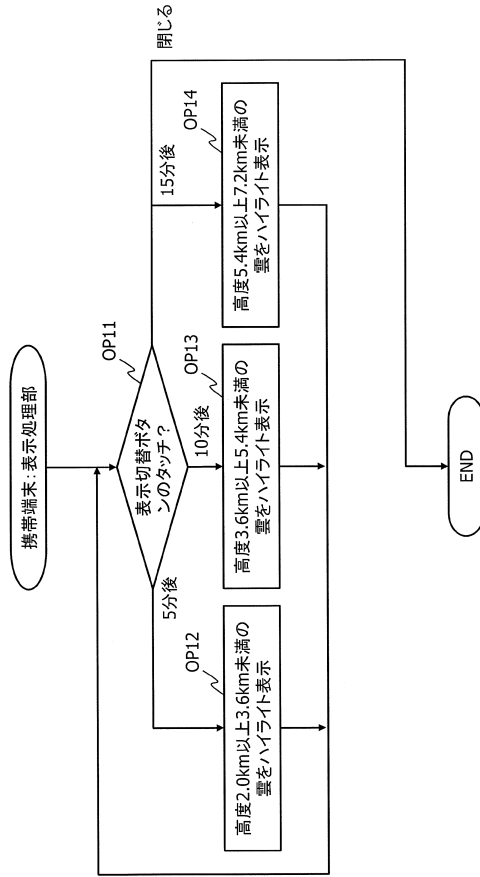 携帯端末: 表示処理部
OP11
表示切替ボタ
ンのタッチ?
5分後
10分後
15分後
閉じる
OP12
高度2.0km以上3.6km未満の
雲をハイライト表示
OP13
高度3.6km以上5.4km未満の
雲をハイライト表示
OP14
高度5.4km以上7.2km未満の
雲をハイライト表示
END